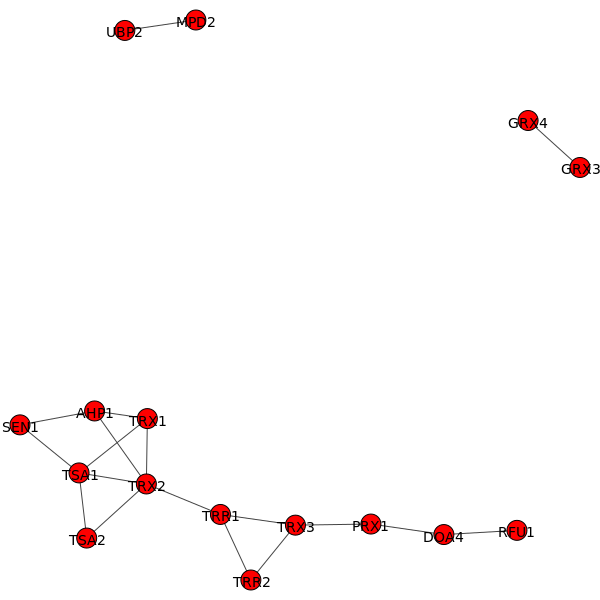 MPD2
UBP2
GRX4
GRX3
AHP1
TRX1
SEN1
TSA1
TRX2
TRR1
TRX3
PRX1
RFU1
DOA4
TSA2
TRR2